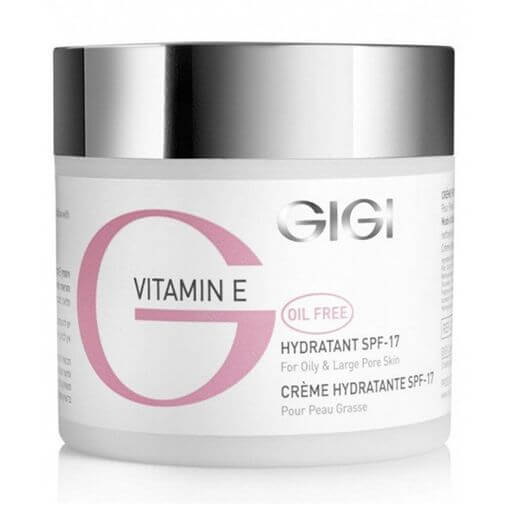 GIGI
G
VITAMIN E
OIL FREE
HYDRATANT SPF-17
For Oily & Large Pore Skin
CRÈME HYDRATANTE SPF-17
Pour Peau Grasse